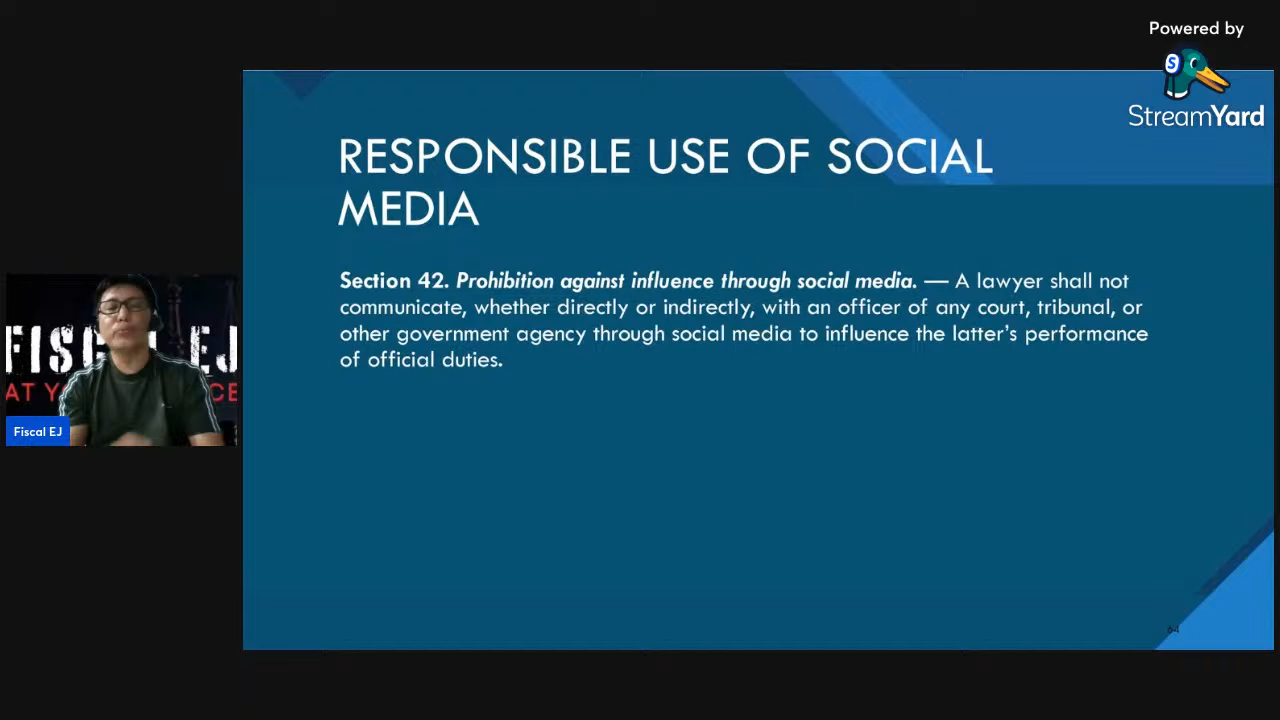 Powered by
StreamYard
RESPONSIBLE USE OF SOCIAL
MEDIA
Section 42. Prohibition against influence through social media. — A lawyer shall not
communicate, whether directly or indirectly, with an officer of any court, tribunal, or
other government agency through social media to influence the latter's performance
of official duties.
Fiscal EJ
64